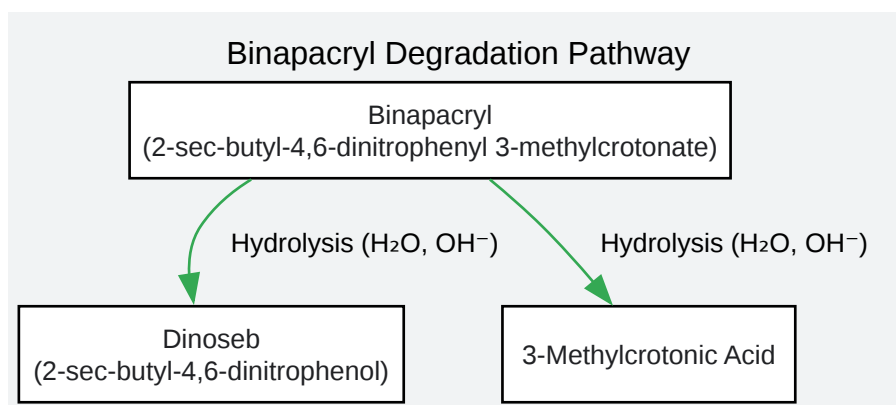 Binapacryl Degradation Pathway
Binapacryl
(2-sec-butyl-4,6-dinitrophenyl 3-methylcrotonate)
Hydrolysis (H₂O, OH⁻)
Hydrolysis (H₂O, OH⁻)
Dinoseb
(2-sec-butyl-4,6-dinitrophenol)
3-Methylcrotonic Acid